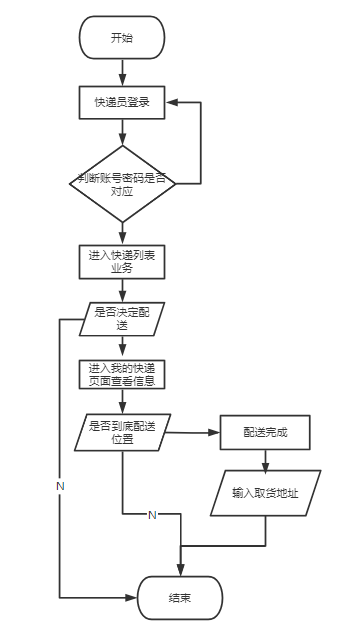 开始
快递员登录
判断账号密码是否
对应
进入快递列表
业务
是否决定配
送
进入我的快递
页面查看信息
是否到底配送
位置
配送完成
输入取货地址
N
N
结束